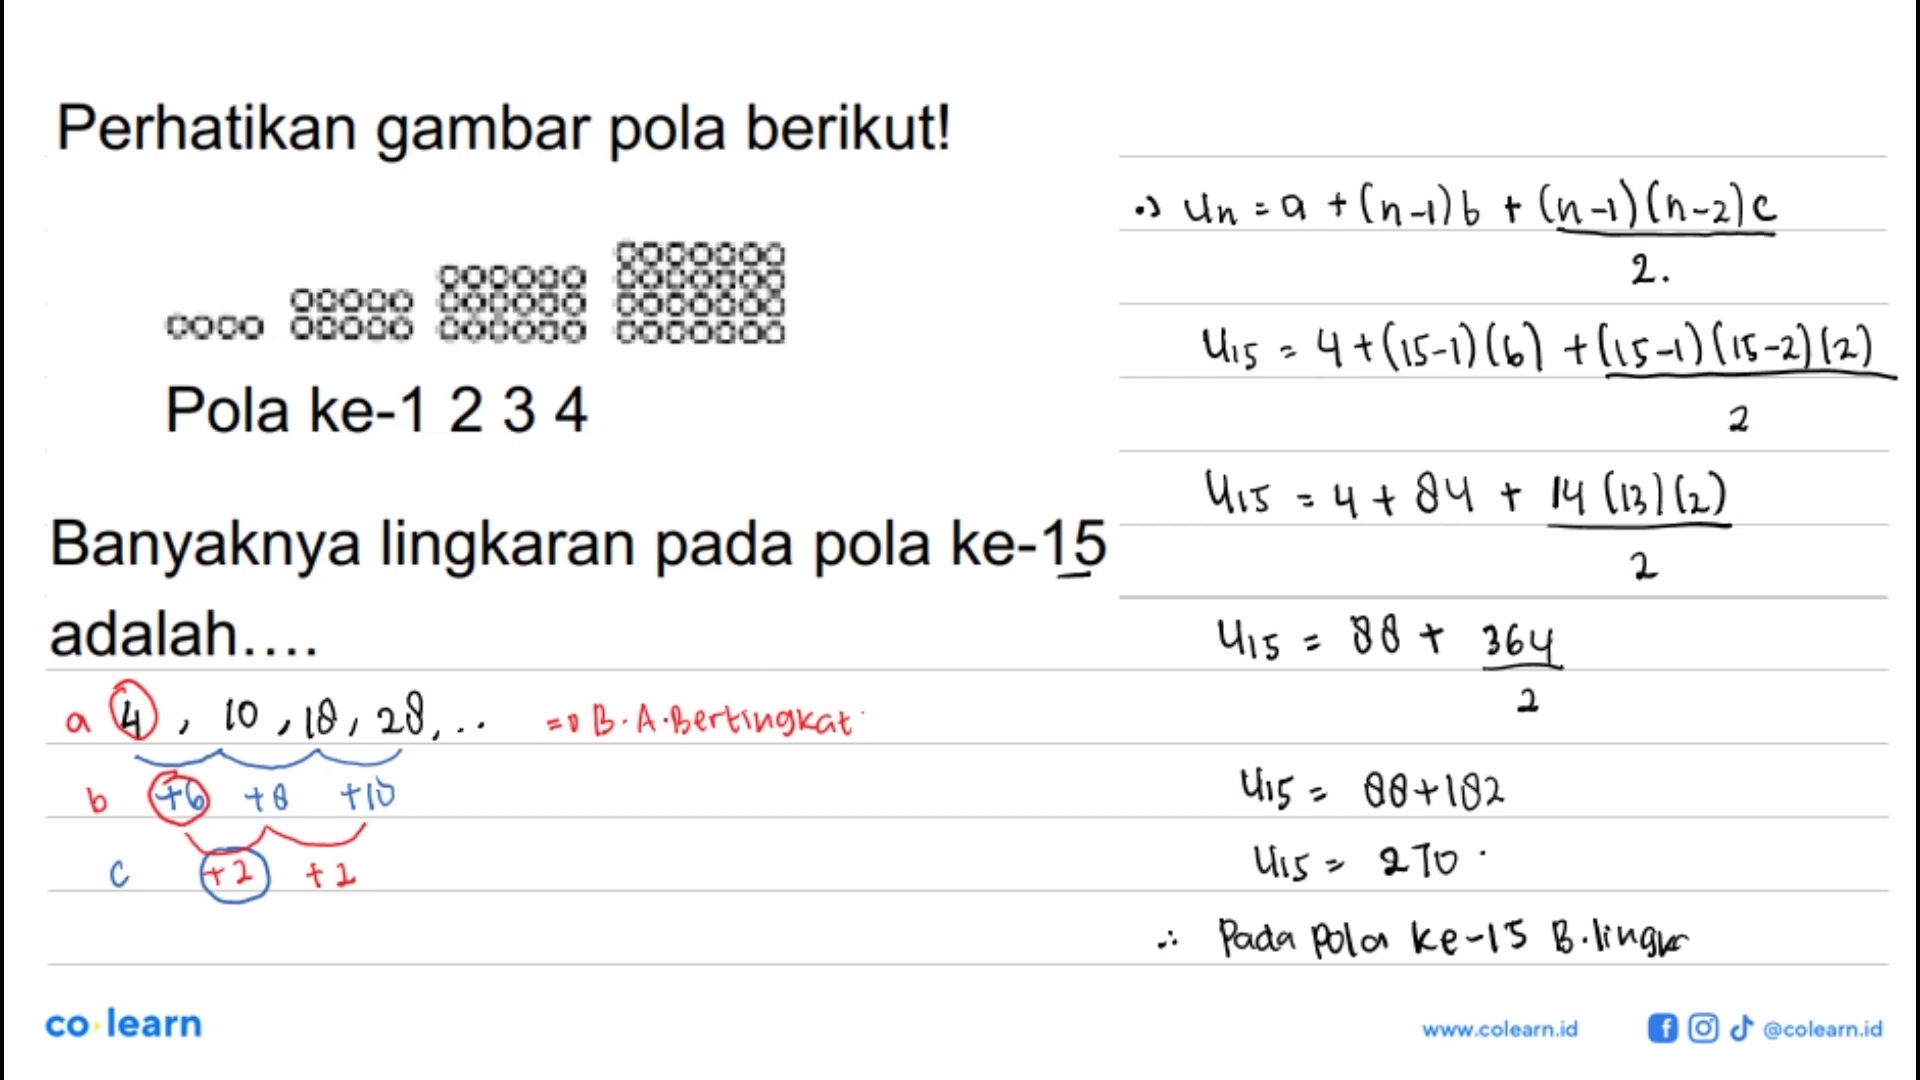 Perhatikan gambar pola berikut!
Pola ke-1 2 3 4
Banyaknya lingkaran pada pola ke-15
adalah....
a 4, 10, 18, 28, .. => B.A.Bertingkat
b +6 +8 +10
c +2 +2
•) Un = a + (n-1)b + (n-1)(n-2)c
2.
U15 = 4 + (15-1)(6) + (15-1)(15-2)(2)
2
U15 = 4 + 84 + 14(13)(2)
2
U15 = 88 + 364
2
U15 = 88+182
U15 = 270.
∴ Pada pola ke-15 B.lingk
co learn
www.colearn.id
@colearn.id